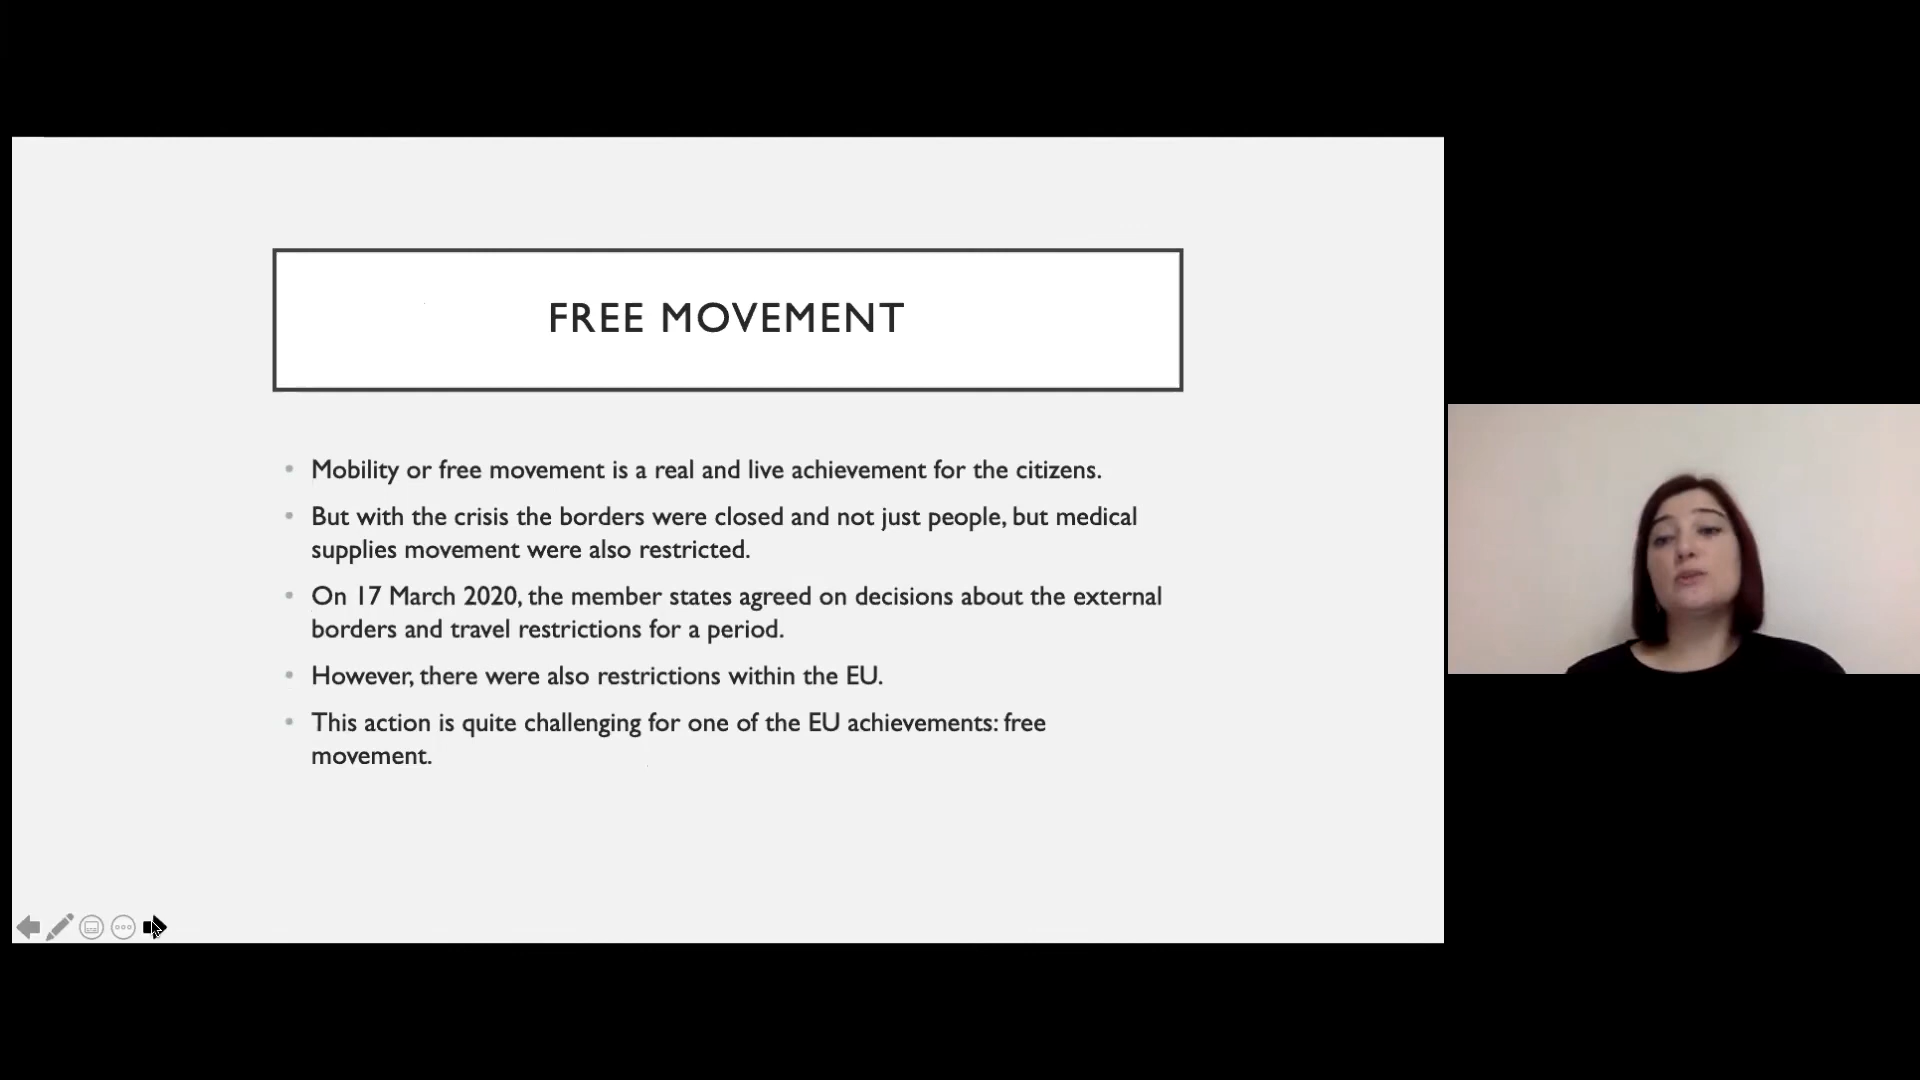 FREE MOVEMENT
Mobility or free movement is a real and live achievement for the citizens.
But with the crisis the borders were closed and not just people, but medical
supplies movement were also restricted.
On 17 March 2020, the member states agreed on decisions about the external
borders and travel restrictions for a period.
However, there were also restrictions within the EU.
This action is quite challenging for one of the EU achievements: free
movement.